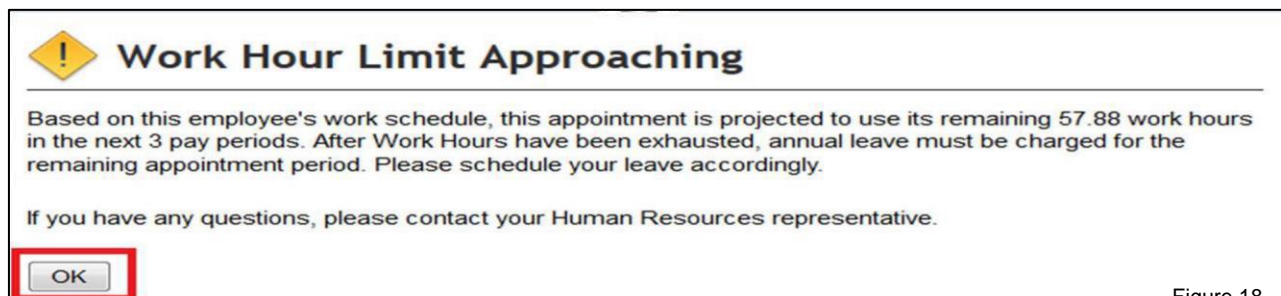 Work Hour Limit Approaching
Based on this employee's work schedule, this appointment is projected to use its remaining 57.88 work hours
in the next 3 pay periods. After Work Hours have been exhausted, annual leave must be charged for the
remaining appointment period. Please schedule your leave accordingly.
If you have any questions, please contact your Human Resources representative.
OK
Figure 18